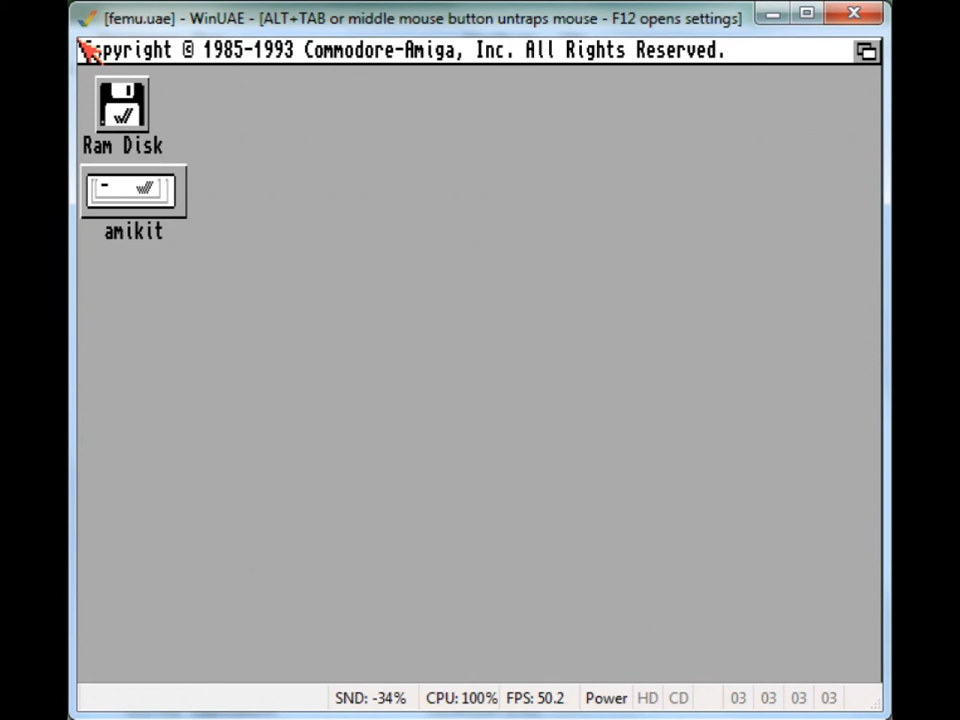 [femu.uae] - WinUAE - [ALT+TAB or middle mouse button untraps mouse - F12 opens settings]
opyright © 1985-1993 Commodore-Amiga, Inc. All Rights Reserved.
Ram Disk
amikit
SND: -34% CPU: 100% FPS: 50.2 Power HD CD 03 03 03 03